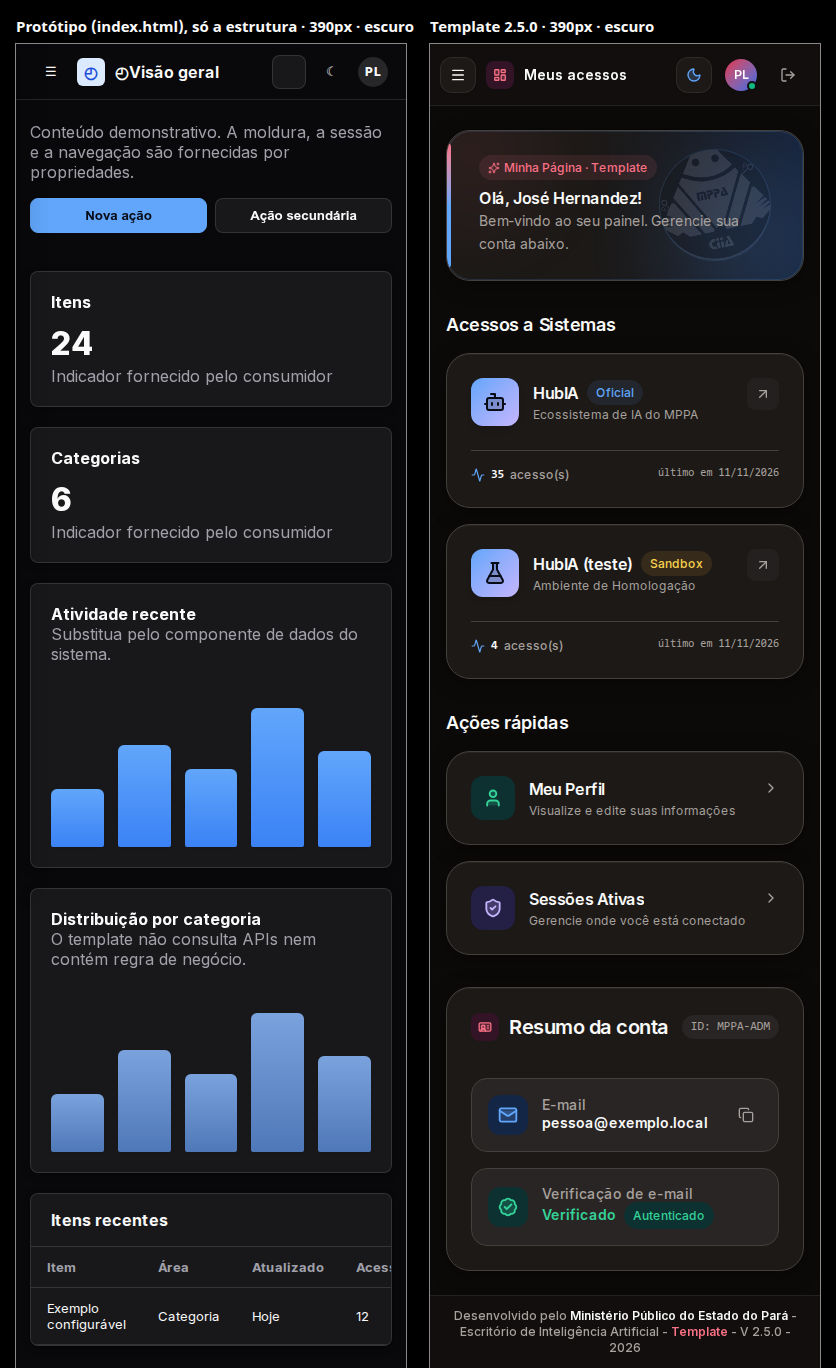 Protótipo (index.html), só a estrutura · 390px · escuro
Visão geral
PL
Conteúdo demonstrativo. A moldura, a sessão
e a navegação são fornecidas por
propriedades.
Nova ação
Ação secundária
Itens
24
Indicador fornecido pelo consumidor
Categorias
6
Indicador fornecido pelo consumidor
Atividade recente
Substitua pelo componente de dados do
sistema.
Distribuição por categoria
O template não consulta APIs nem
contém regra de negócio.
Itens recentes
Item Área Atualizado Aces
Exemplo
configurável
Categoria Hoje 12
Template 2.5.0 · 390px · escuro
Meus acessos
PL
Minha Página · Template
Olá, José Hernandez!
Bem-vindo ao seu painel. Gerencie sua
conta abaixo.
MPPA
CIIA
Acessos a Sistemas
HubIA Oficial
Ecossistema de IA do MPPA
35 acesso(s) último em 11/11/2026
HubIA (teste) Sandbox
Ambiente de Homologação
4 acesso(s) último em 11/11/2026
Ações rápidas
Meu Perfil
Visualize e edite suas informações
Sessões Ativas
Gerencie onde você está conectado
Resumo da conta ID: MPPA-ADM
E-mail
pessoa@exemplo.local
Verificação de e-mail
Verificado Autenticado
Desenvolvido pelo Ministério Público do Estado do Pará -
Escritório de Inteligência Artificial - Template - V 2.5.0 -
2026